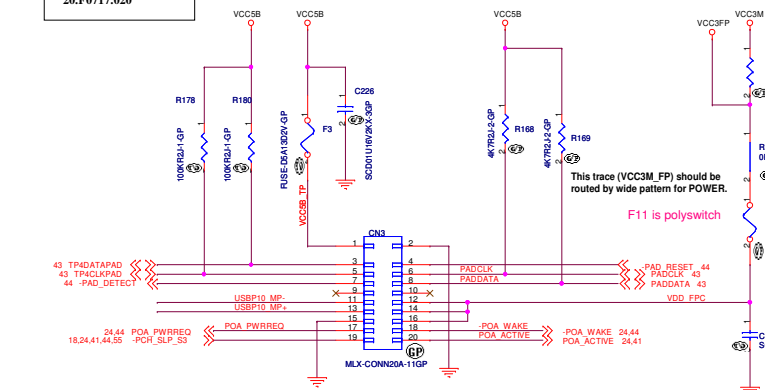 20.F0717.020
VCC5B
VCC5B
VCC5B
VCC3FP
VCC3M
R178
100KR2J-1-GP
R180
100KR2J-1-GP
F3
FUSE-D5A13D2V-GP
C226
SCD01U16V2KX-3GP
R168
4K7R2J-2-GP
R169
4K7R2J-2-GP
This trace (VCC3M_FP) should be
routed by wide pattern for POWER.
F11 is polyswitch
VCC5B_TP
CN3
1 2
3 4
5 6
7 8
9 10
11 12
13 14
15 16
17 18
19 20
43 TP4DATAPAD
43 TP4CLKPAD
44 -PAD_DETECT
USBP10_MP-
USBP10_MP+
24,44 POA_PWRREQ
POA_PWRREQ
18,24,41,44,55 -PCH_SLP_S3
PADCLK
PADDATA
-PAD_RESET 44
PADCLK 43
PADDATA 43
VDD_FPC
-POA_WAKE
POA_ACTIVE
-POA_WAKE 24,44
POA_ACTIVE 24,41
MLX-CONN20A-11GP
GP